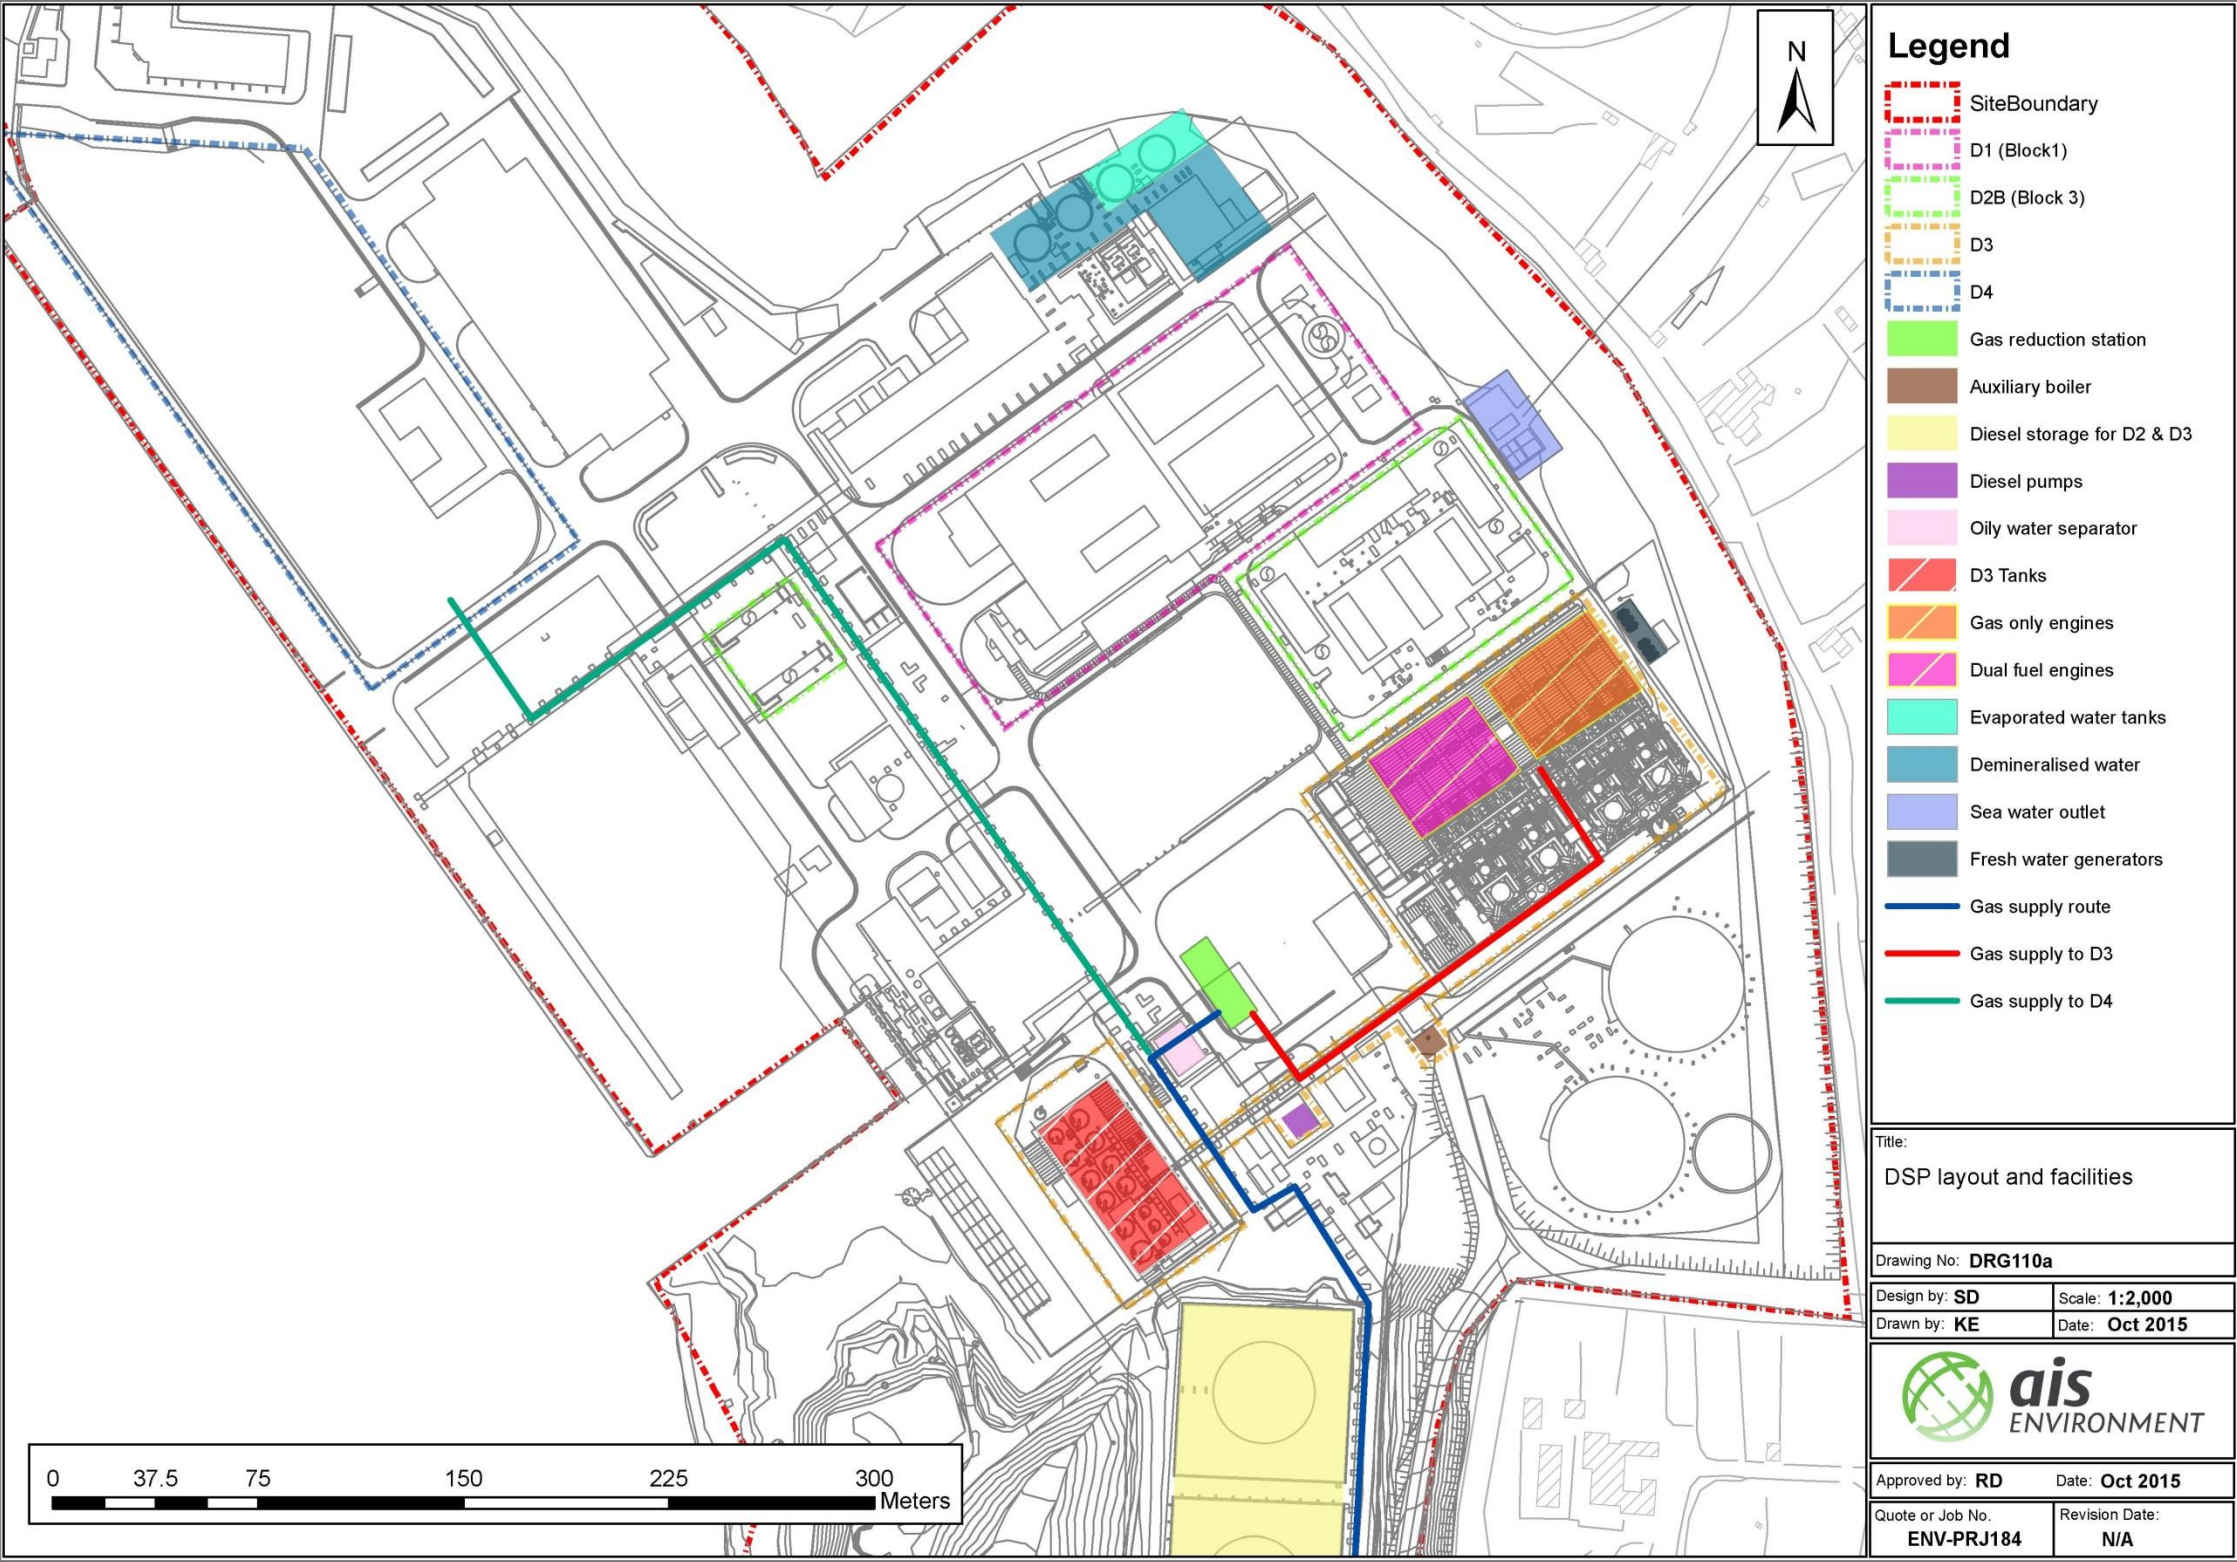 N
Legend
SiteBoundary
D1 (Block1)
D2B (Block 3)
D3
D4
Gas reduction station
Auxiliary boiler
Diesel storage for D2 & D3
Diesel pumps
Oily water separator
D3 Tanks
Gas only engines
Dual fuel engines
Evaporated water tanks
Demineralised water
Sea water outlet
Fresh water generators
Gas supply route
Gas supply to D3
Gas supply to D4
Title:
DSP layout and facilities
Drawing No: DRG110a
Design by: SD
Scale: 1:2,000
Drawn by: KE
Date: Oct 2015
ais
ENVIRONMENT
Approved by: RD
Date: Oct 2015
Quote or Job No.
ENV-PRJ184
Revision Date:
N/A
0 37.5 75 150 225 300
Meters